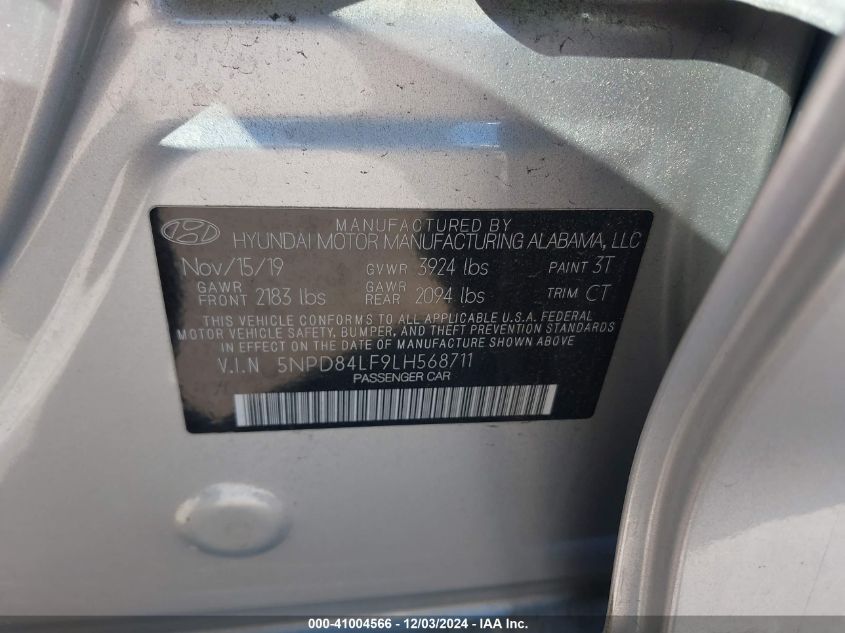 MANUFACTURED BY
HYUNDAI MOTOR MANUFACTURING ALABAMA, LLC
Nov/15/19 GVWR 3924 lbs PAINT 3T
GAWR FRONT 2183 lbs GAWR REAR 2094 lbs TRIM CT
THIS VEHICLE CONFORMS TO ALL APPLICABLE U.S.A. FEDERAL
MOTOR VEHICLE SAFETY, BUMPER, AND THEFT PREVENTION STANDARDS
IN EFFECT ON THE DATE OF MANUFACTURE SHOWN ABOVE
V.I.N 5NPD84LF9LH568711
PASSENGER CAR
000-41004566 - 12/03/2024 - IAA Inc.